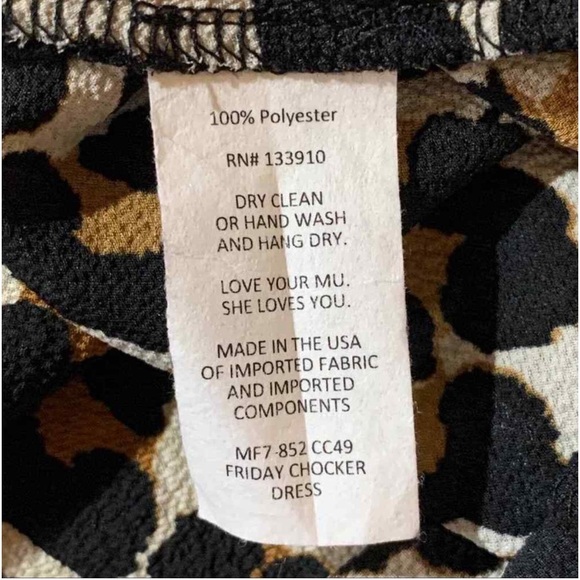 100% Polyester
RN# 133910
DRY CLEAN
OR HAND WASH
AND HANG DRY.
LOVE YOUR MU.
SHE LOVES YOU.
MADE IN THE USA
OF IMPORTED FABRIC
AND IMPORTED
COMPONENTS
MF7-852 CC49
FRIDAY CHOCKER
DRESS